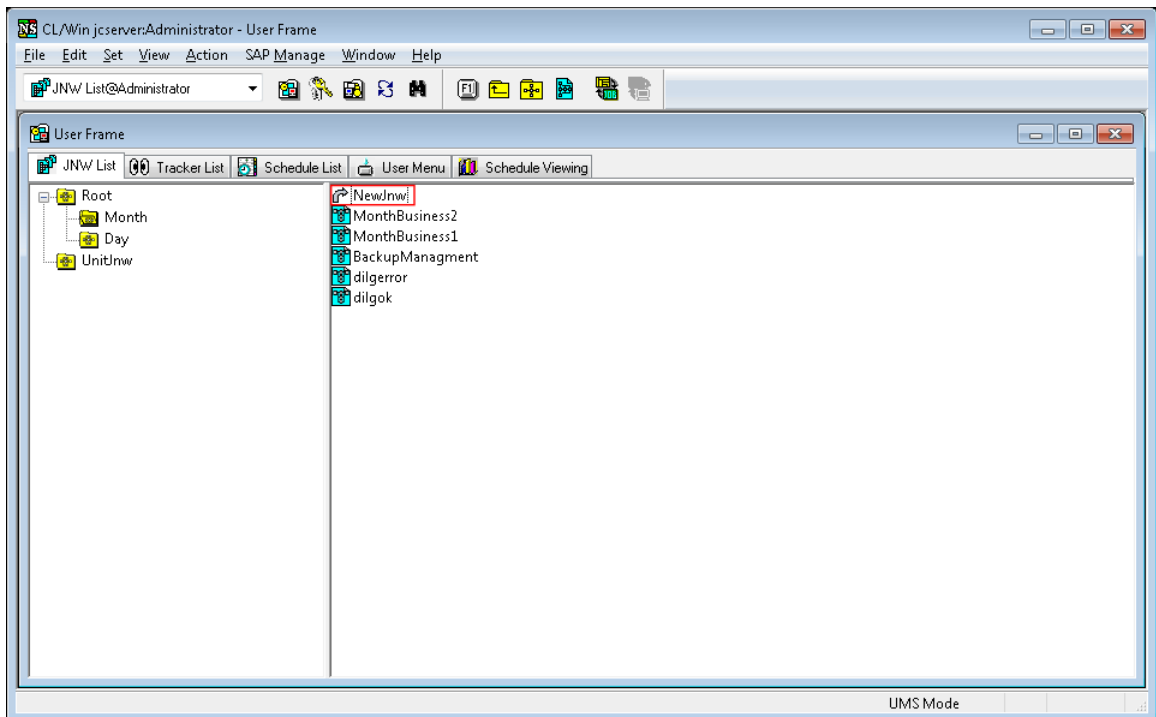 NS CL/Win jcserver:Administrator - User Frame
File Edit Set View Action SAP Manage Window Help
JNW List@Administrator F1
User Frame
JNW List Tracker List Schedule List User Menu Schedule Viewing
Root
Month
Day
UnitJnw
NewJnw
MonthBusiness2
MonthBusiness1
BackupManagment
dilgerror
dilgok
UMS Mode